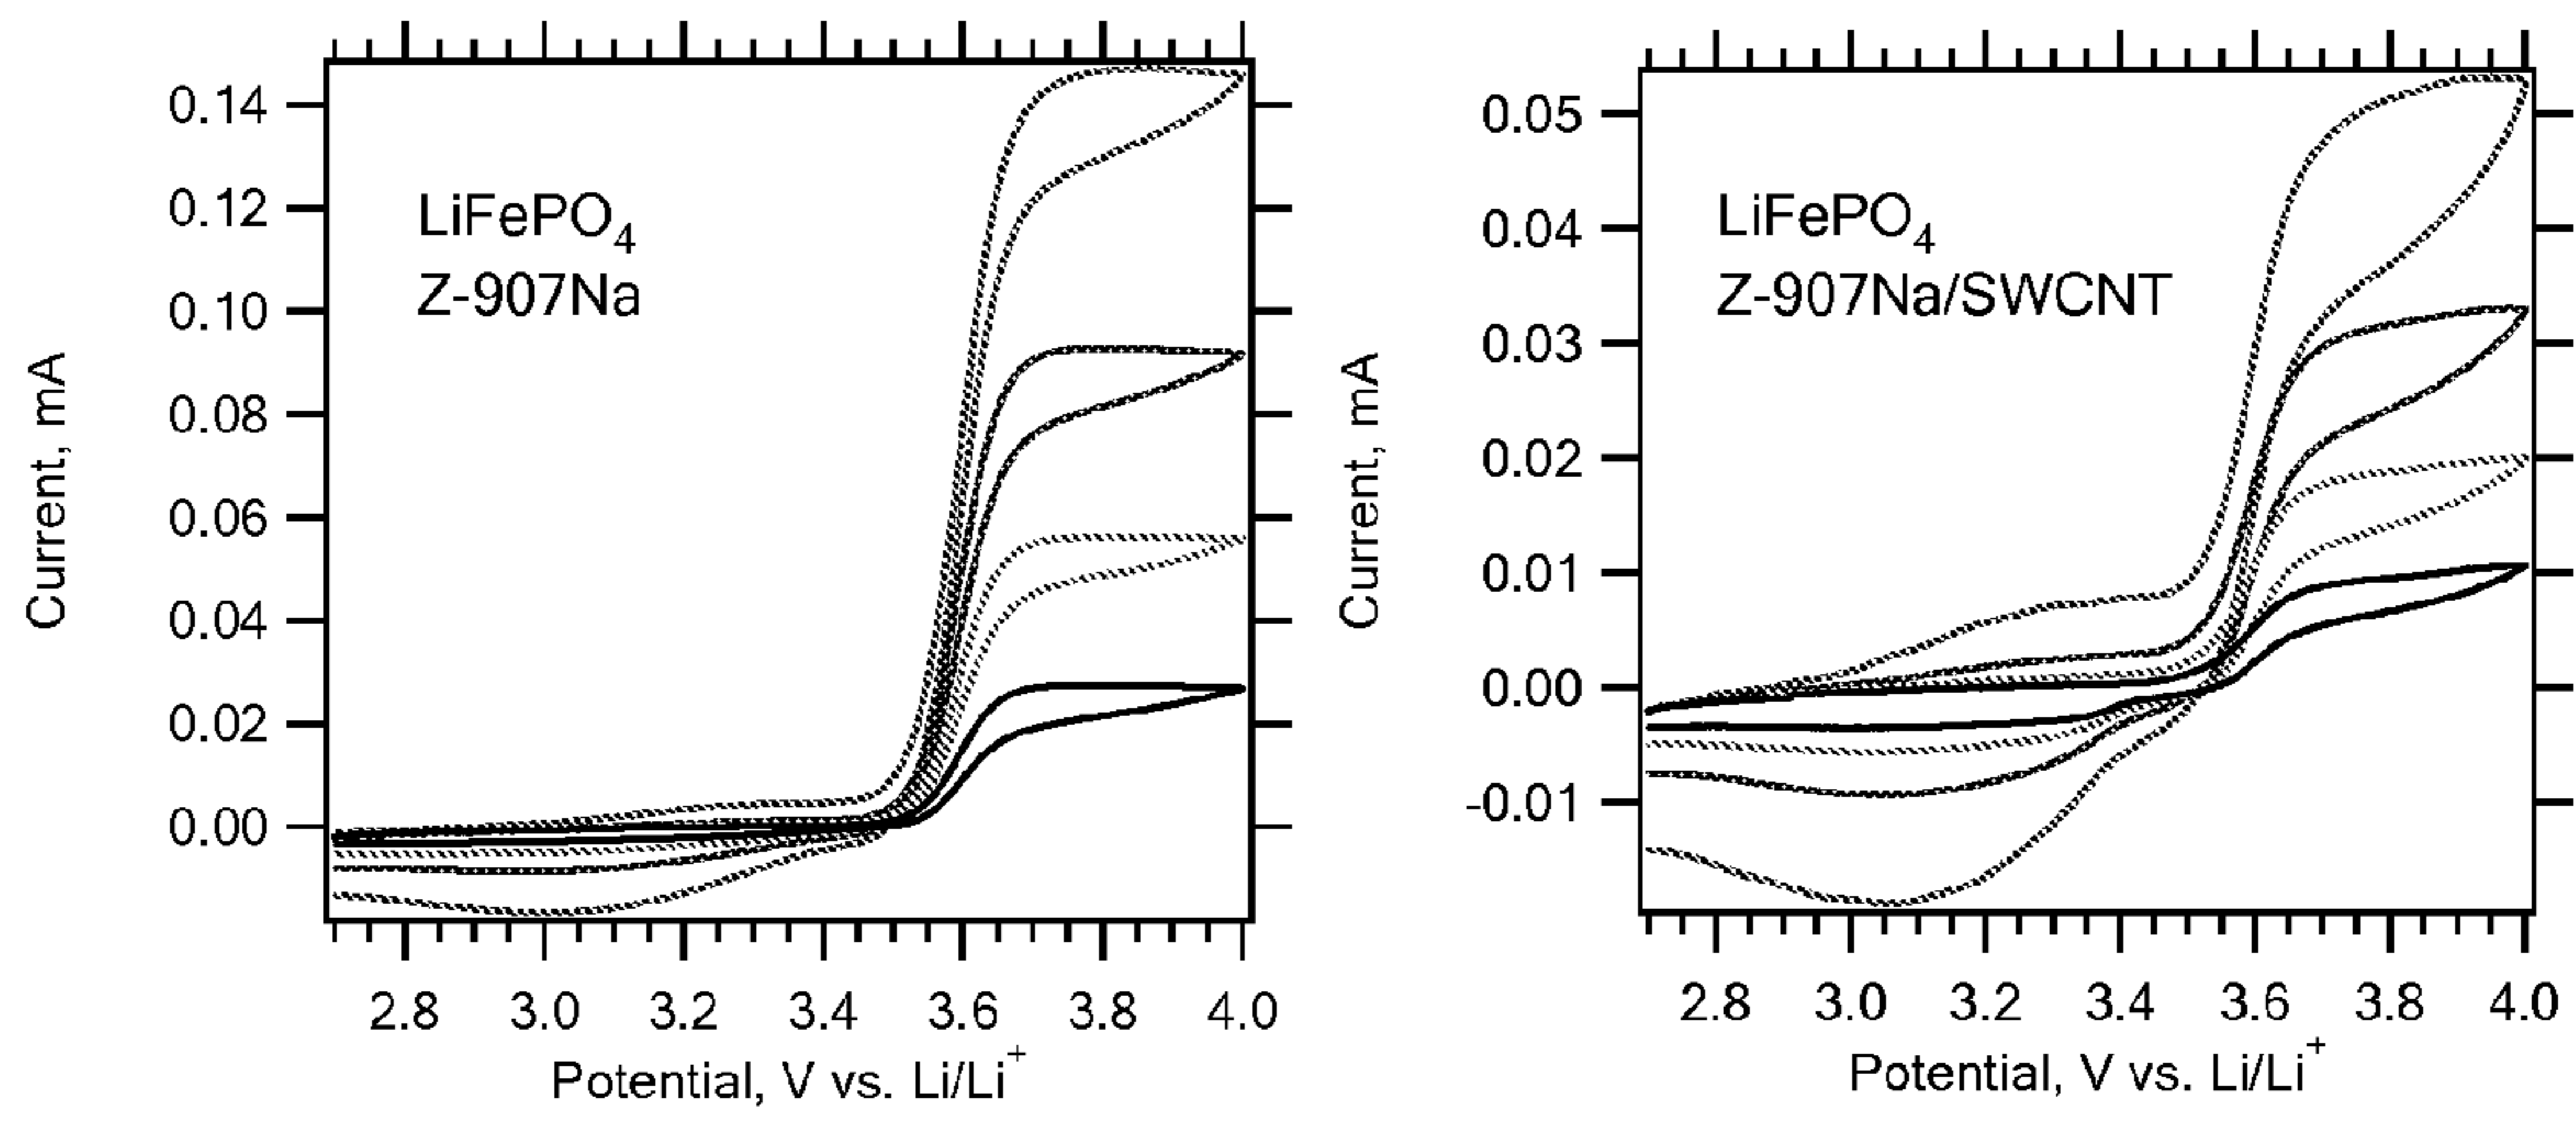 0.14
0.12
0.10
0.08
0.06
0.04
0.02
0.00
Current, mA
LiFePO₄
Z-907Na
2.8 3.0 3.2 3.4 3.6 3.8 4.0
Potential, V vs. Li/Li⁺
0.05
0.04
0.03
0.02
0.01
0.00
-0.01
Current, mA
LiFePO₄
Z-907Na/SWCNT
2.8 3.0 3.2 3.4 3.6 3.8 4.0
Potential, V vs. Li/Li⁺